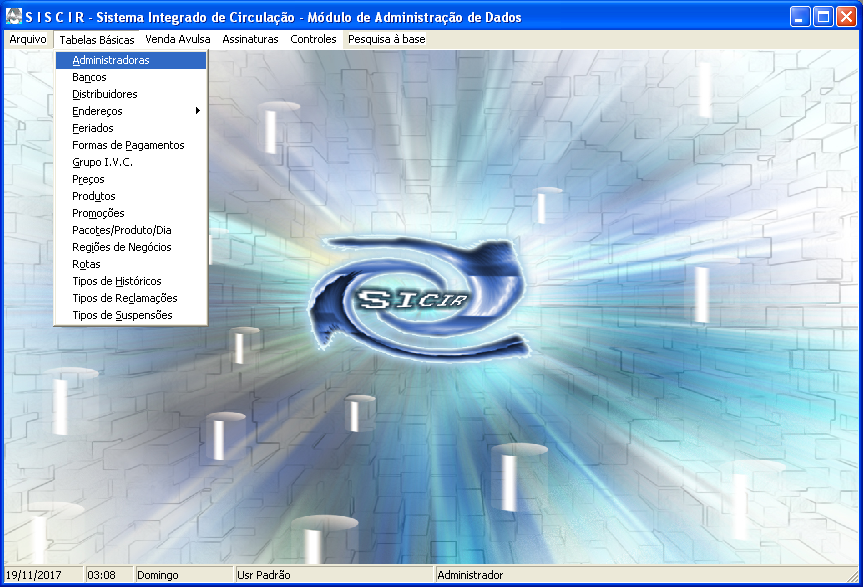 S I S C I R - Sistema Integrado de Circulação - Módulo de Administração de Dados
Arquivo Tabelas Básicas Venda Avulsa Assinaturas Controles Pesquisa à base
Administradoras
Bancos
Distribuidores
Endereços
Feriados
Formas de Pagamentos
Grupo I.V.C.
Preços
Produtos
Promoções
Pacotes/Produto/Dia
Regiões de Negócios
Rotas
Tipos de Históricos
Tipos de Reclamações
Tipos de Suspensões
SICIR
19/11/2017 03:08 Domingo Usr Padrão Administrador